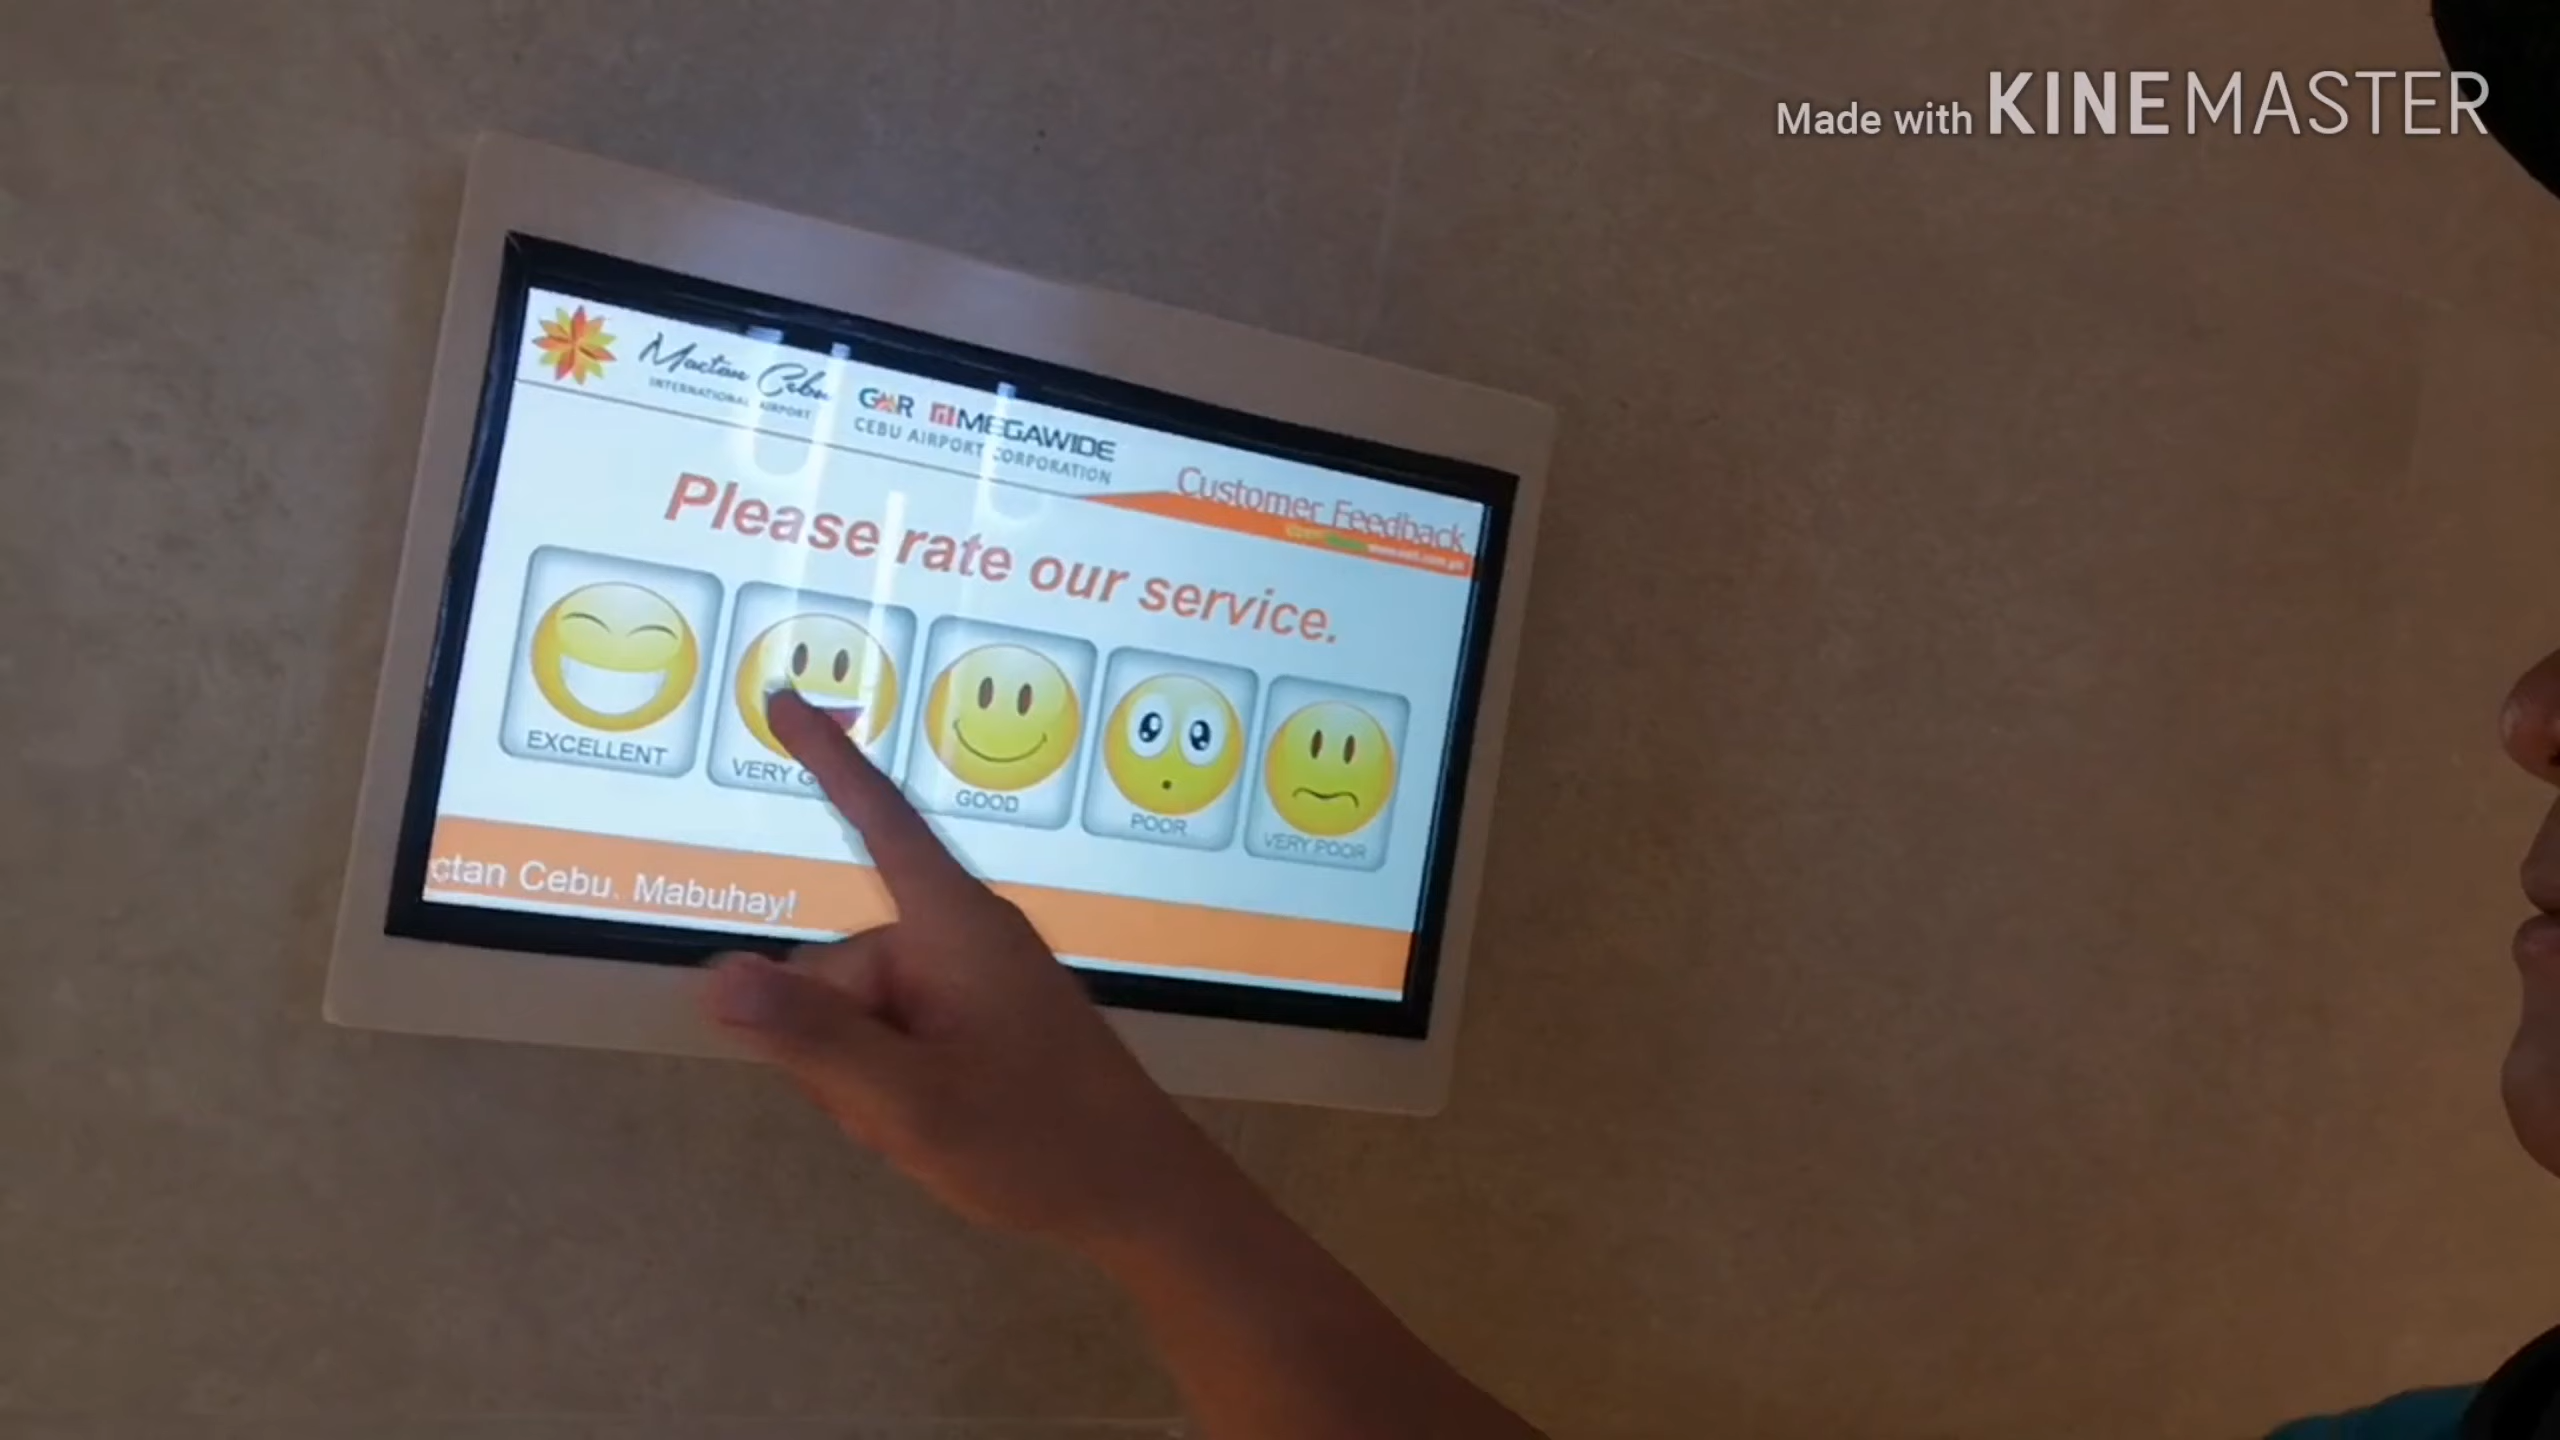 Made with KINEMASTER
Mactan Cebu
INTERNATIONAL AIRPORT
GMR MEGAWIDE
CEBU AIRPORT CORPORATION
Customer Feedback
Please rate our service.
EXCELLENT
VERY
GOOD
POOR
VERY POOR
ctan Cebu. Mabuhay!